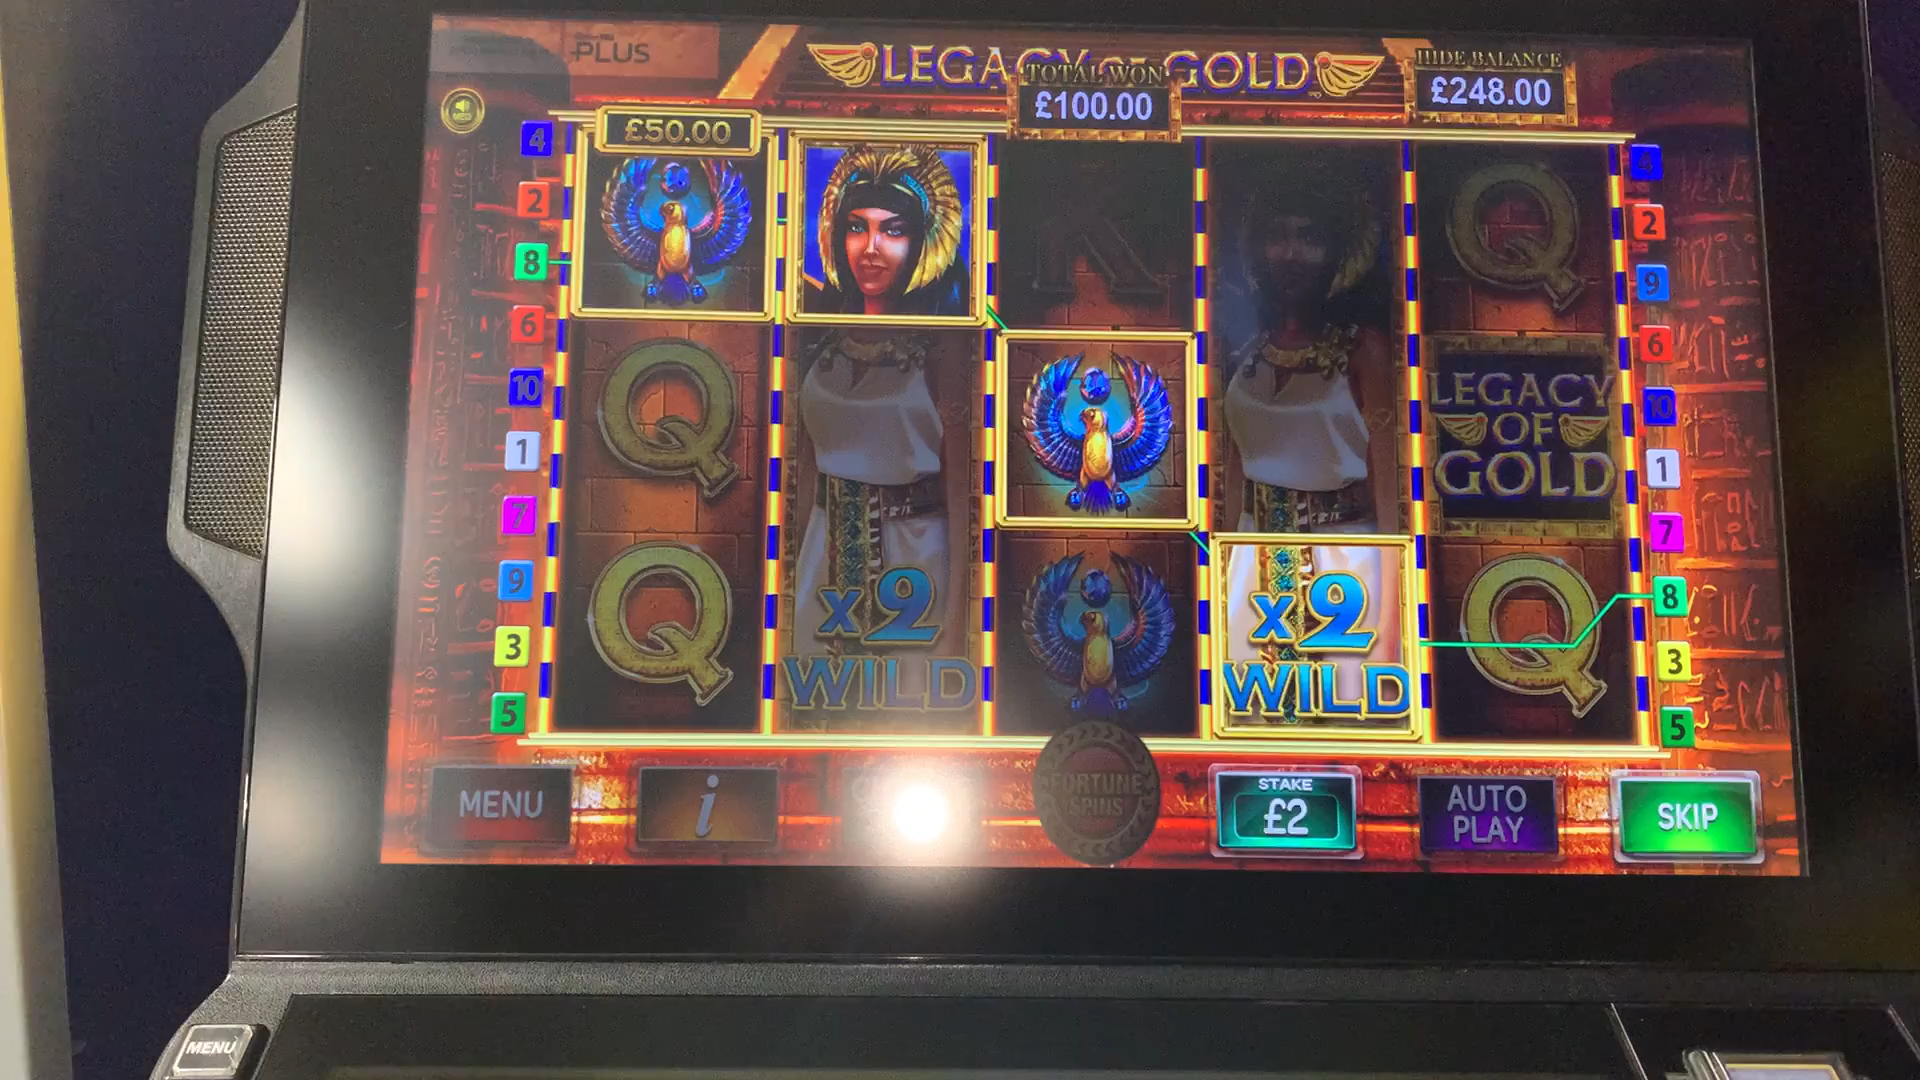 PLUS
LEGACY OF GOLD
TOTAL WON
£100.00
HIDE BALANCE
£248.00
£50.00
4
2
8
6
10
1
7
9
3
5
4
2
9
6
10
1
7
8
3
5
Q
K
Q
LEGACY
OF
GOLD
Q
x2
WILD
x2
WILD
Q
MENU
i
FORTUNE
SPINS
STAKE
£2
AUTO
PLAY
SKIP
MENU